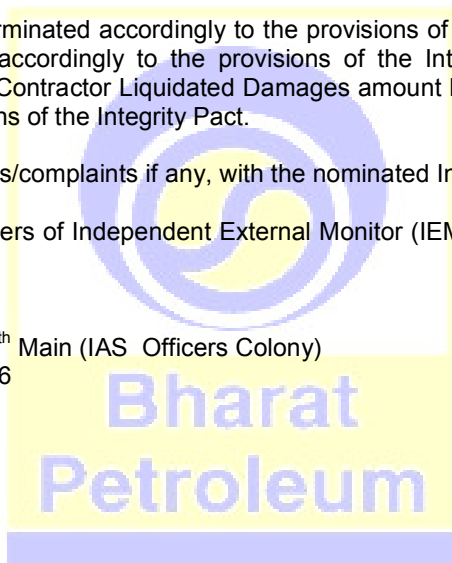 rminated accordingly to the provisions of
accordingly to the provisions of the Int
Contractor Liquidated Damages amount
ns of the Integrity Pact.
s/complaints if any, with the nominated In
ers of Independent External Monitor (IEM
th Main (IAS Officers Colony)
6
Bharat
Petroleum